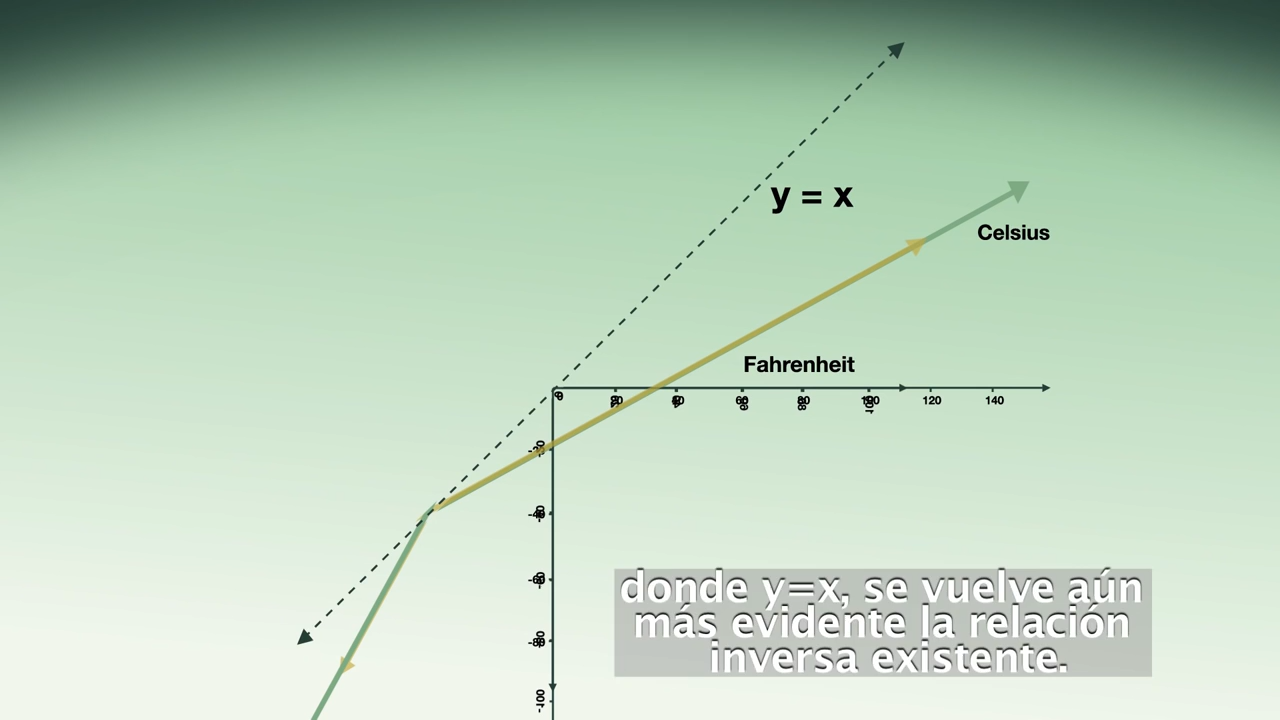 y = x
Celsius
Fahrenheit
120 140
-100
donde y=x, se vuelve aún
más evidente la relación
inversa existente.